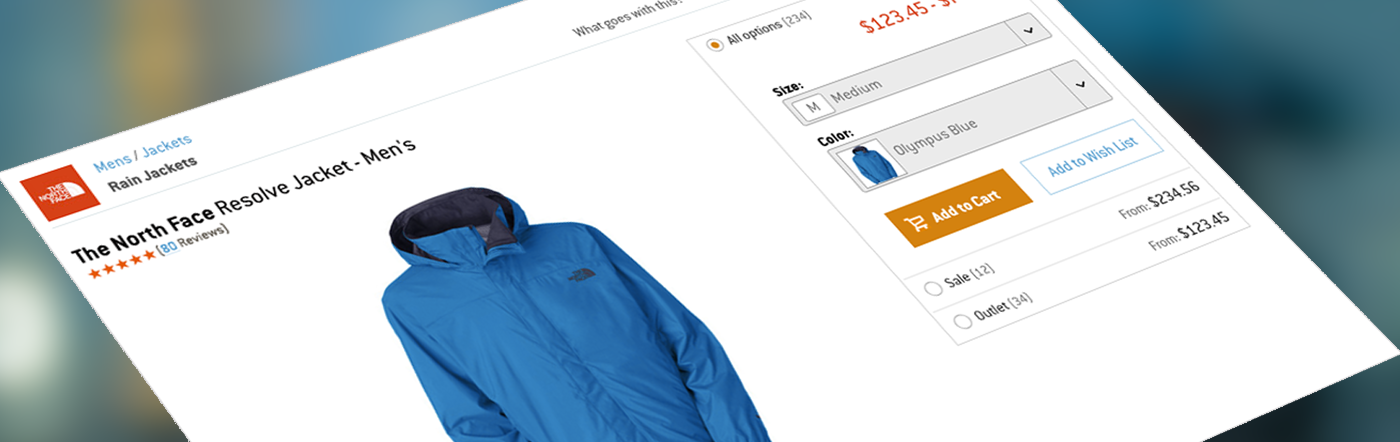 What goes with this?
All options (234)
$123.45 -
Size:
M Medium
Color:
Olympus Blue
Add to Cart
Add to Wish List
Sale (12)
From: $234.56
Outlet (34)
From: $123.45
THE
NORTH
FACE
Mens / Jackets
Rain Jackets
The North Face Resolve Jacket - Men's
(80 Reviews)